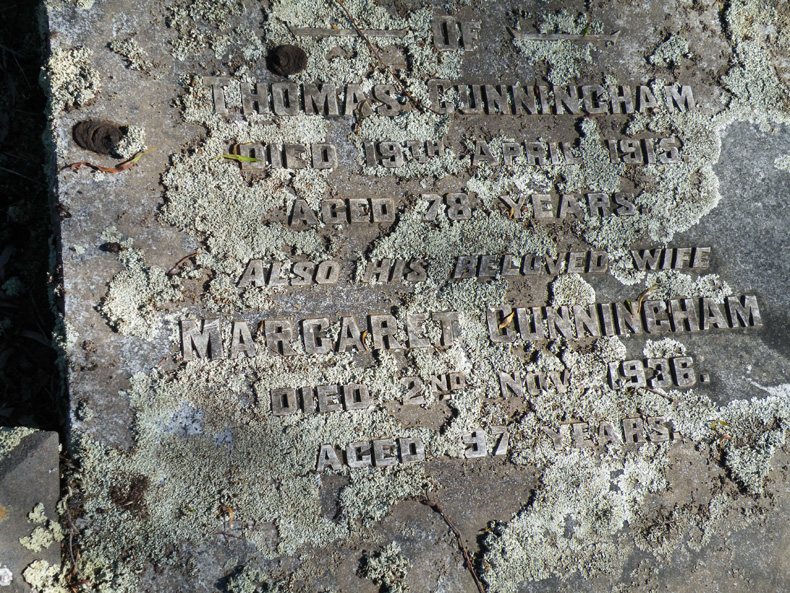 OF
THOMAS CUNNINGHAM
DIED 19TH APRIL 1915
AGED 78 YEARS
ALSO HIS BELOVED WIFE
MARGARET CUNNINGHAM
DIED 2ND NOV 1936.
AGED YEARS.